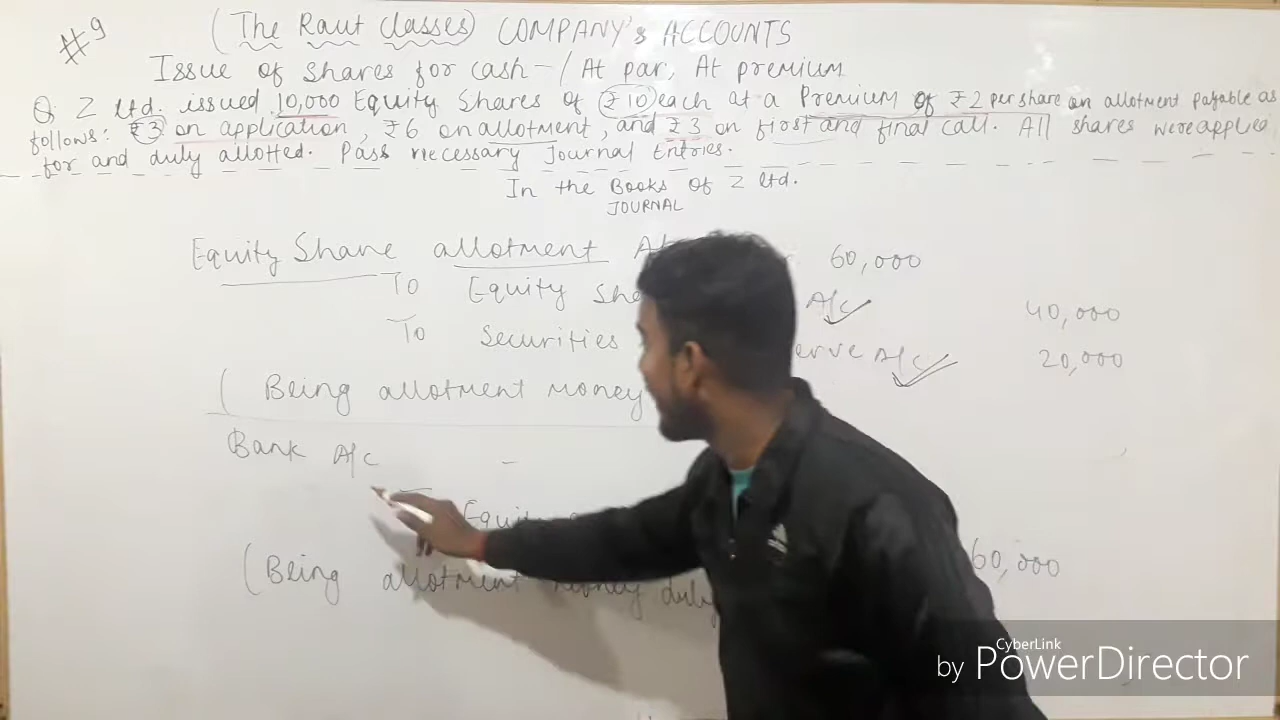 #9
(The Raut Classes) COMPANY's ACCOUNTS
Issue of Shares for cash - / At par, At premium
Q. Z ltd. issued 10,000 Equity Shares of ₹10 each at a Premium of ₹2 per share on allotment payable as
follows: ₹3 on application, ₹6 on allotment, and ₹3 on first and final call. All shares were applied
for and duly allotted. Pass necessary Journal Entries.
In the Books of Z ltd.
JOURNAL
Equity Share allotment 60,000
To Equity A/c 40,000
To Securities A/c 20,000
(Being allotment money
Bank A/c
60,000
(Being allotment money duly
CyberLink
by PowerDirector